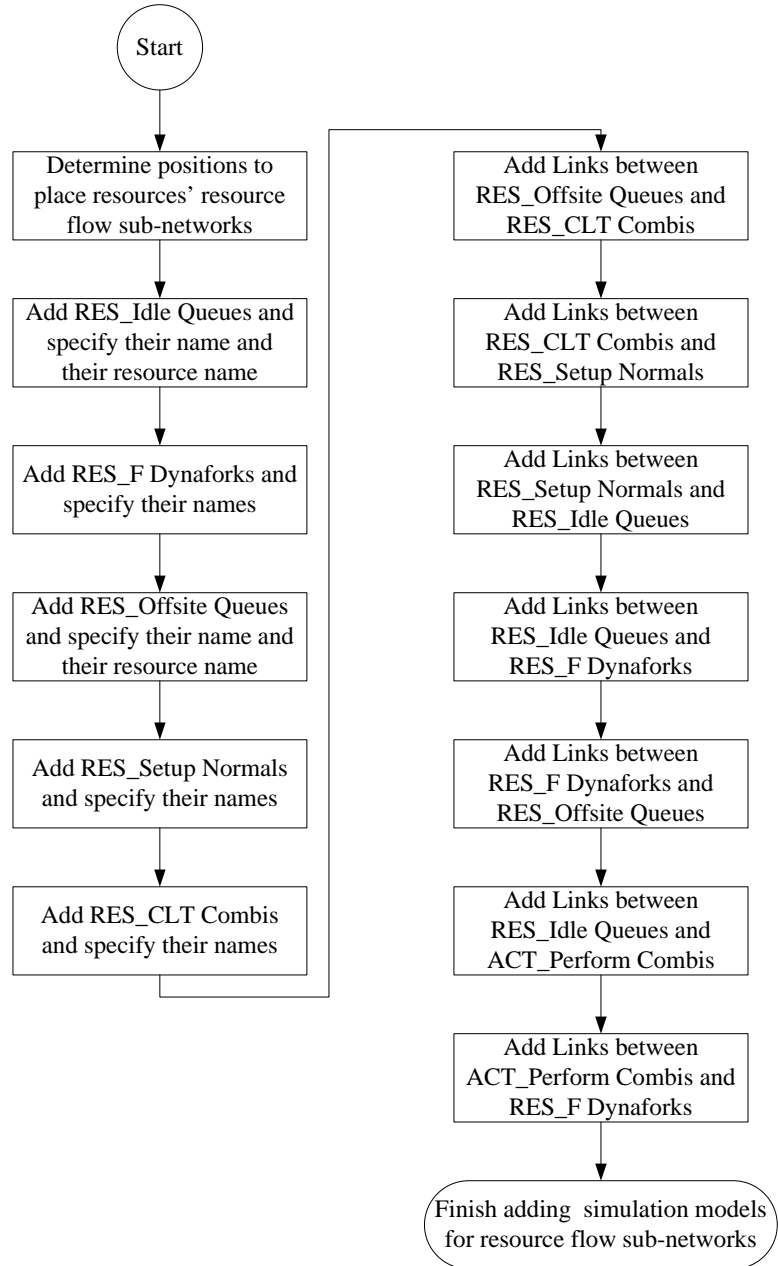 Start
Determine positions to
place resources’ resource
flow sub-networks
Add RES_Idle Queues and
specify their name and
their resource name
Add RES_F Dynaforks and
specify their names
Add RES_Offsite Queues
and specify their name and
their resource name
Add RES_Setup Normals
and specify their names
Add RES_CLT Combis
and specify their names
Add Links between
RES_Offsite Queues and
RES_CLT Combis
Add Links between
RES_CLT Combis and
RES_Setup Normals
Add Links between
RES_Setup Normals and
RES_Idle Queues
Add Links between
RES_Idle Queues and
RES_F Dynaforks
Add Links between
RES_F Dynaforks and
RES_Offsite Queues
Add Links between
RES_Idle Queues and
ACT_Perform Combis
Add Links between
ACT_Perform Combis and
RES_F Dynaforks
Finish adding  simulation models
for resource flow sub-networks